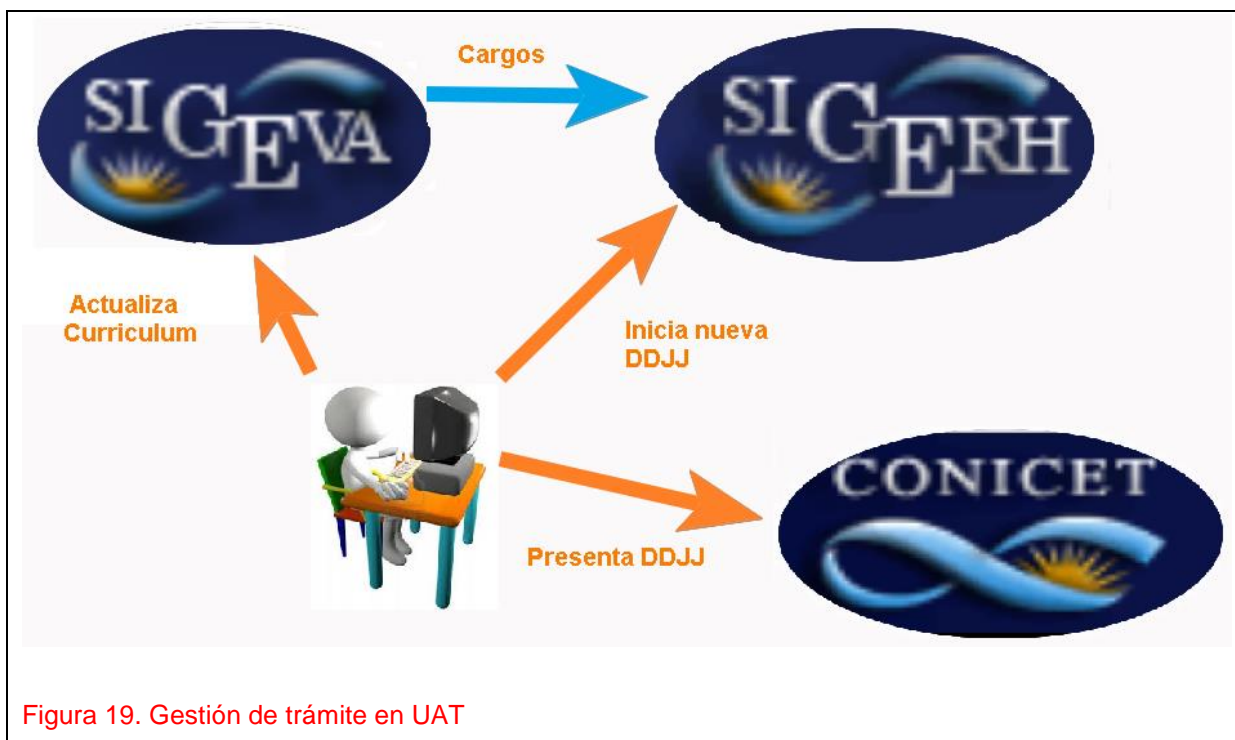 Cargos
SIGEVA
SIGERH
Actualiza
Curriculum
Inicia nueva
DDJJ
CONICET
Presenta DDJJ
Figura 19. Gestión de trámite en UAT